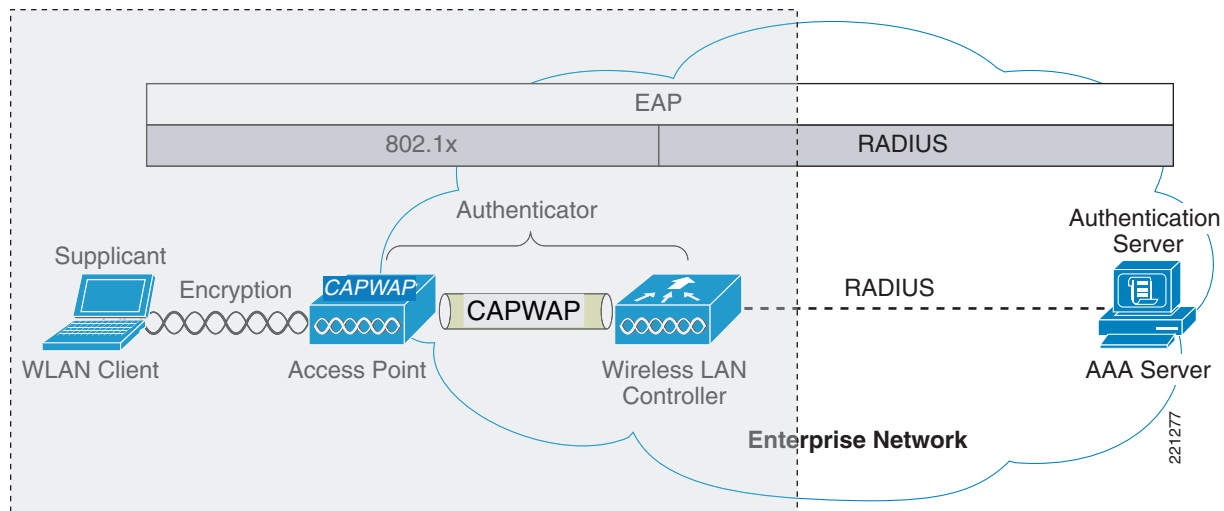 EAP
802.1x
RADIUS
Authenticator
Authentication
Server
Supplicant
Encryption
CAPWAP
CAPWAP
RADIUS
WLAN Client
Access Point
Wireless LAN
Controller
AAA Server
Enterprise Network
221277